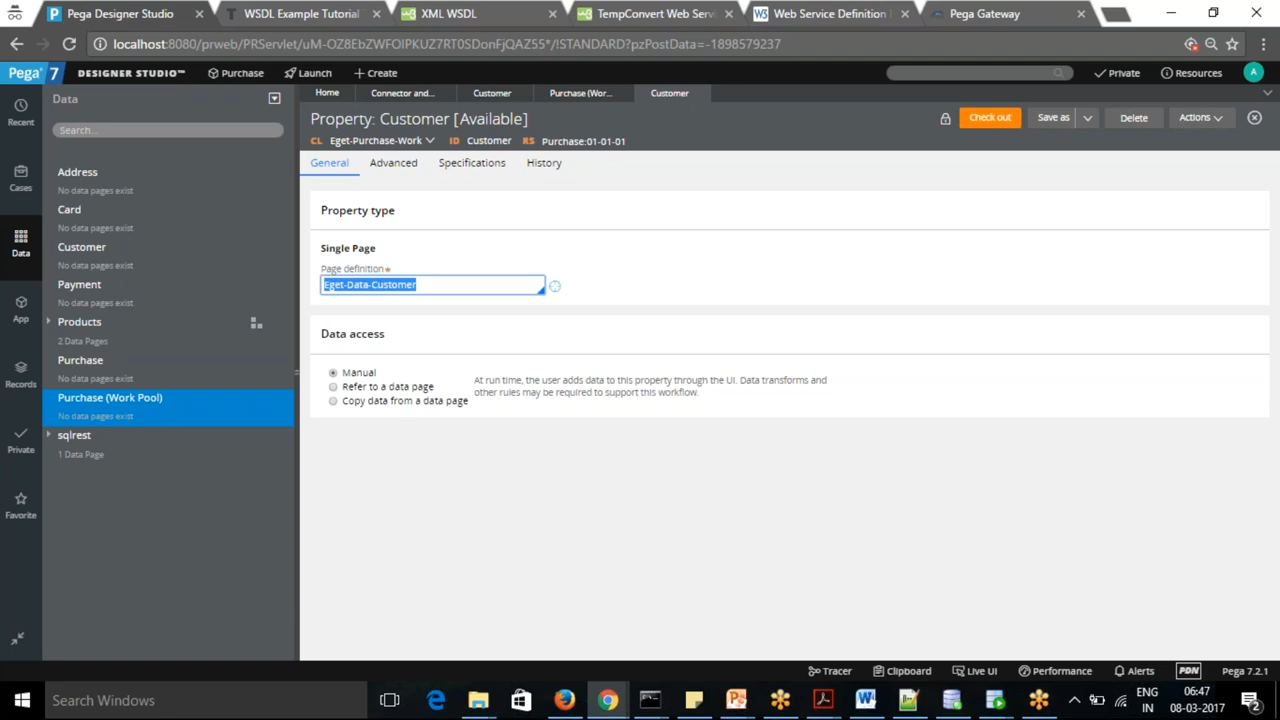 Pega Designer Studio
WSDL Example Tutorial
XML WSDL
TempConvert Web Serv
Web Service Definition
Pega Gateway
localhost:8080/prweb/PRServlet/uM-OZ8EbZWFOIPKUZ7RT0SDonFjQAZS5*/!STANDARD?pzPostData=-1898579237
Pega 7 DESIGNER STUDIO™ Purchase Launch Create Private Resources A
Recent
Cases
Data
App
Records
Private
Favorite
Data
Search...
Address
No data pages exist
Card
No data pages exist
Customer
No data pages exist
Payment
No data pages exist
Products
2 Data Pages
Purchase
No data pages exist
Purchase (Work Pool)
No data pages exist
sqlrest
1 Data Page
Home Connector and... Customer Purchase (Wor... Customer
Property: Customer [Available]
Check out Save as Delete Actions
CL Eget-Purchase-Work ID Customer RS Purchase:01-01-01
General Advanced Specifications History
Property type
Single Page
Page definition
Eget-Data-Customer
Data access
Manual
Refer to a data page
Copy data from a data page
At run time, the user adds data to this property through the UI. Data transforms and
other rules may be required to support this workflow.
Tracer Clipboard Live UI Performance Alerts PDN Pega 7.2.1
Search Windows
ENG
IN
06:47
08-03-2017
2